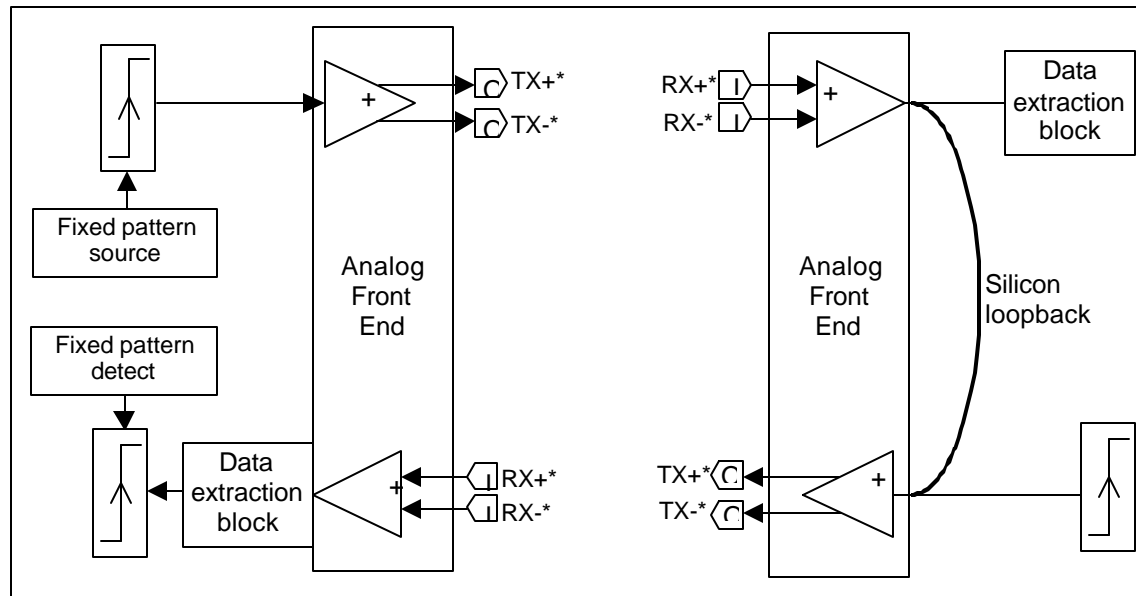 TX+*
TX-*
+
Fixed pattern
source
Analog
Front
End
Fixed pattern
detect
Data
extraction
block
+
RX+*
RX-*
RX+*
RX-*
+
Data
extraction
block
Analog
Front
End
Silicon
loopback
TX+*
TX-*
+